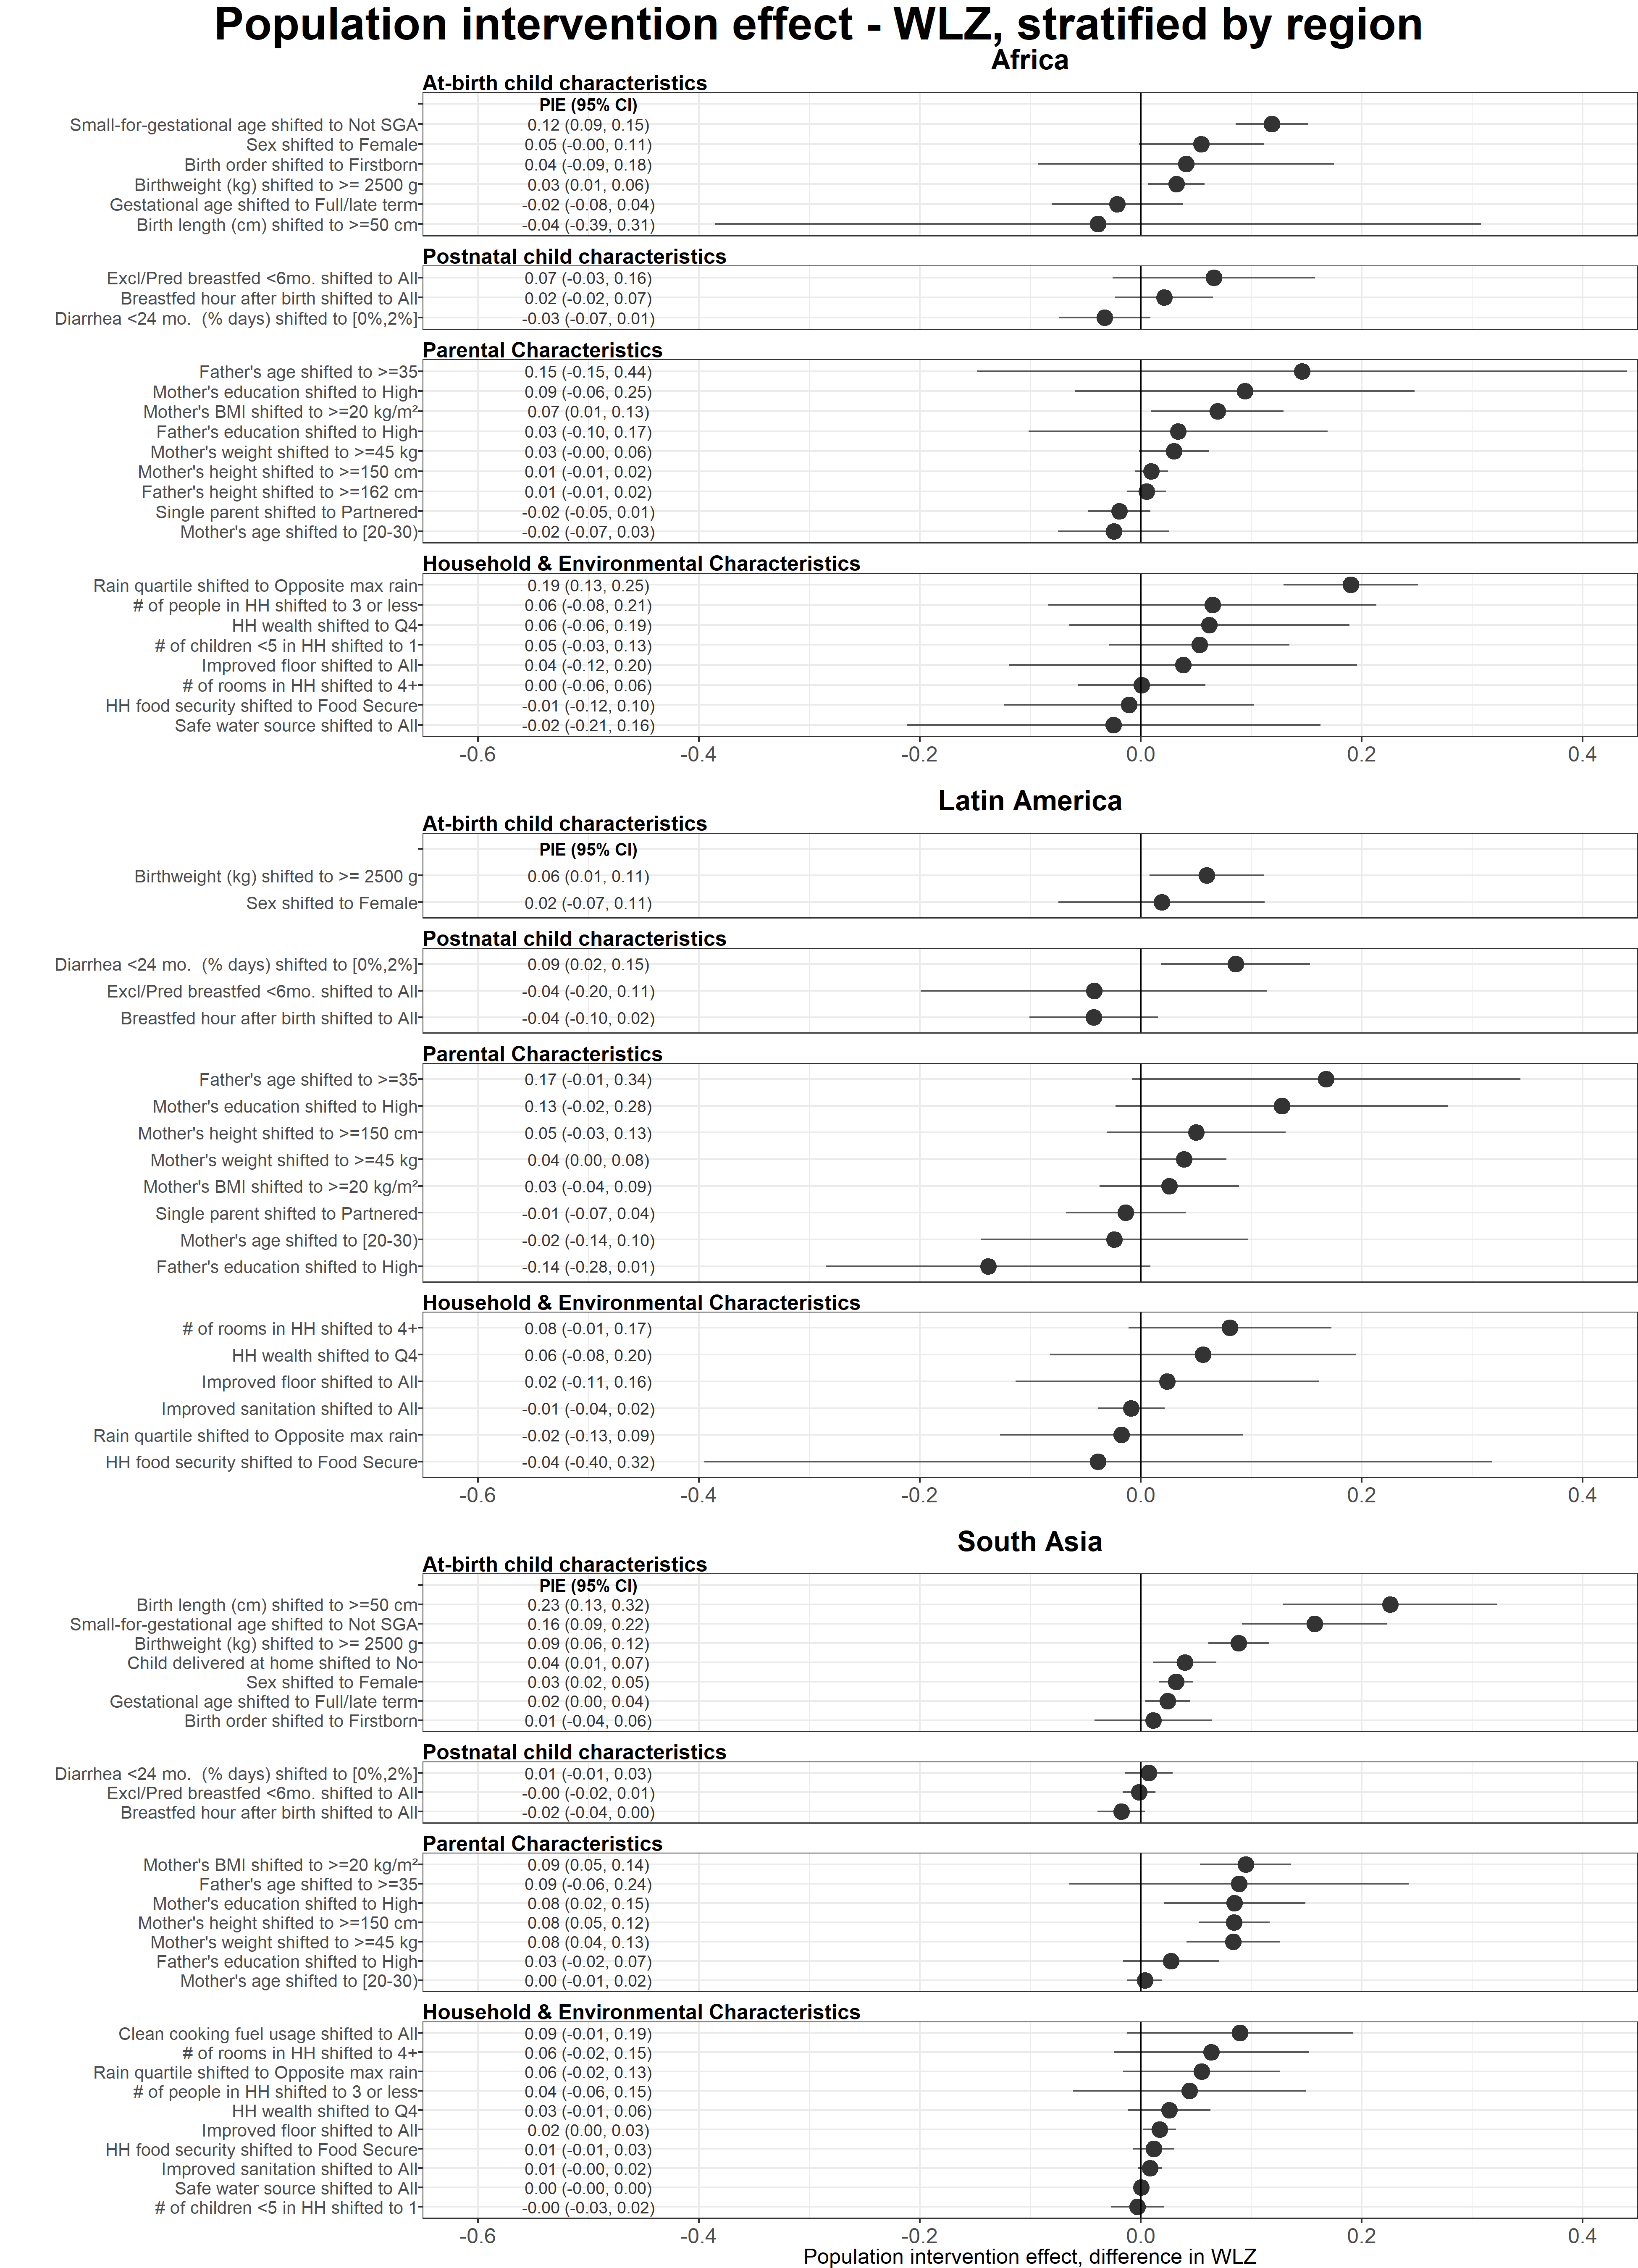 Population intervention effect - WLZ, stratified by region
Africa
At-birth child characteristics
PIE (95% CI)
Small-for-gestational age shifted to Not SGA 0.12 (0.09, 0.15)
Sex shifted to Female 0.05 (-0.00, 0.11)
Birth order shifted to Firstborn 0.04 (-0.09, 0.18)
Birthweight (kg) shifted to >= 2500 g 0.03 (0.01, 0.06)
Gestational age shifted to Full/late term -0.02 (-0.08, 0.04)
Birth length (cm) shifted to >=50 cm -0.04 (-0.39, 0.31)
Postnatal child characteristics
Excl/Pred breastfed <6mo. shifted to All 0.07 (-0.03, 0.16)
Breastfed hour after birth shifted to All 0.02 (-0.02, 0.07)
Diarrhea <24 mo.  (% days) shifted to [0%,2%] -0.03 (-0.07, 0.01)
Parental Characteristics
Father's age shifted to >=35 0.15 (-0.15, 0.44)
Mother's education shifted to High 0.09 (-0.06, 0.25)
Mother's BMI shifted to >=20 kg/m² 0.07 (0.01, 0.13)
Father's education shifted to High 0.03 (-0.10, 0.17)
Mother's weight shifted to >=45 kg 0.03 (-0.00, 0.06)
Mother's height shifted to >=150 cm 0.01 (-0.01, 0.02)
Father's height shifted to >=162 cm 0.01 (-0.01, 0.02)
Single parent shifted to Partnered -0.02 (-0.05, 0.01)
Mother's age shifted to [20-30) -0.02 (-0.07, 0.03)
Household & Environmental Characteristics
Rain quartile shifted to Opposite max rain 0.19 (0.13, 0.25)
# of people in HH shifted to 3 or less 0.06 (-0.08, 0.21)
HH wealth shifted to Q4 0.06 (-0.06, 0.19)
# of children <5 in HH shifted to 1 0.05 (-0.03, 0.13)
Improved floor shifted to All 0.04 (-0.12, 0.20)
# of rooms in HH shifted to 4+ 0.00 (-0.06, 0.06)
HH food security shifted to Food Secure -0.01 (-0.12, 0.10)
Safe water source shifted to All -0.02 (-0.21, 0.16)
-0.6 -0.4 -0.2 0.0 0.2 0.4
Latin America
At-birth child characteristics
PIE (95% CI)
Birthweight (kg) shifted to >= 2500 g 0.06 (0.01, 0.11)
Sex shifted to Female 0.02 (-0.07, 0.11)
Postnatal child characteristics
Diarrhea <24 mo.  (% days) shifted to [0%,2%] 0.09 (0.02, 0.15)
Excl/Pred breastfed <6mo. shifted to All -0.04 (-0.20, 0.11)
Breastfed hour after birth shifted to All -0.04 (-0.10, 0.02)
Parental Characteristics
Father's age shifted to >=35 0.17 (-0.01, 0.34)
Mother's education shifted to High 0.13 (-0.02, 0.28)
Mother's height shifted to >=150 cm 0.05 (-0.03, 0.13)
Mother's weight shifted to >=45 kg 0.04 (0.00, 0.08)
Mother's BMI shifted to >=20 kg/m² 0.03 (-0.04, 0.09)
Single parent shifted to Partnered -0.01 (-0.07, 0.04)
Mother's age shifted to [20-30) -0.02 (-0.14, 0.10)
Father's education shifted to High -0.14 (-0.28, 0.01)
Household & Environmental Characteristics
# of rooms in HH shifted to 4+ 0.08 (-0.01, 0.17)
HH wealth shifted to Q4 0.06 (-0.08, 0.20)
Improved floor shifted to All 0.02 (-0.11, 0.16)
Improved sanitation shifted to All -0.01 (-0.04, 0.02)
Rain quartile shifted to Opposite max rain -0.02 (-0.13, 0.09)
HH food security shifted to Food Secure -0.04 (-0.40, 0.32)
-0.6 -0.4 -0.2 0.0 0.2 0.4
South Asia
At-birth child characteristics
PIE (95% CI)
Birth length (cm) shifted to >=50 cm 0.23 (0.13, 0.32)
Small-for-gestational age shifted to Not SGA 0.16 (0.09, 0.22)
Birthweight (kg) shifted to >= 2500 g 0.09 (0.06, 0.12)
Child delivered at home shifted to No 0.04 (0.01, 0.07)
Sex shifted to Female 0.03 (0.02, 0.05)
Gestational age shifted to Full/late term 0.02 (0.00, 0.04)
Birth order shifted to Firstborn 0.01 (-0.04, 0.06)
Postnatal child characteristics
Diarrhea <24 mo.  (% days) shifted to [0%,2%] 0.01 (-0.01, 0.03)
Excl/Pred breastfed <6mo. shifted to All -0.00 (-0.02, 0.01)
Breastfed hour after birth shifted to All -0.02 (-0.04, 0.00)
Parental Characteristics
Mother's BMI shifted to >=20 kg/m² 0.09 (0.05, 0.14)
Father's age shifted to >=35 0.09 (-0.06, 0.24)
Mother's education shifted to High 0.08 (0.02, 0.15)
Mother's height shifted to >=150 cm 0.08 (0.05, 0.12)
Mother's weight shifted to >=45 kg 0.08 (0.04, 0.13)
Father's education shifted to High 0.03 (-0.02, 0.07)
Mother's age shifted to [20-30) 0.00 (-0.01, 0.02)
Household & Environmental Characteristics
Clean cooking fuel usage shifted to All 0.09 (-0.01, 0.19)
# of rooms in HH shifted to 4+ 0.06 (-0.02, 0.15)
Rain quartile shifted to Opposite max rain 0.06 (-0.02, 0.13)
# of people in HH shifted to 3 or less 0.04 (-0.06, 0.15)
HH wealth shifted to Q4 0.03 (-0.01, 0.06)
Improved floor shifted to All 0.02 (0.00, 0.03)
HH food security shifted to Food Secure 0.01 (-0.01, 0.03)
Improved sanitation shifted to All 0.01 (-0.00, 0.02)
Safe water source shifted to All 0.00 (-0.00, 0.00)
# of children <5 in HH shifted to 1 -0.00 (-0.03, 0.02)
-0.6 -0.4 -0.2 0.0 0.2 0.4
Population intervention effect, difference in WLZ